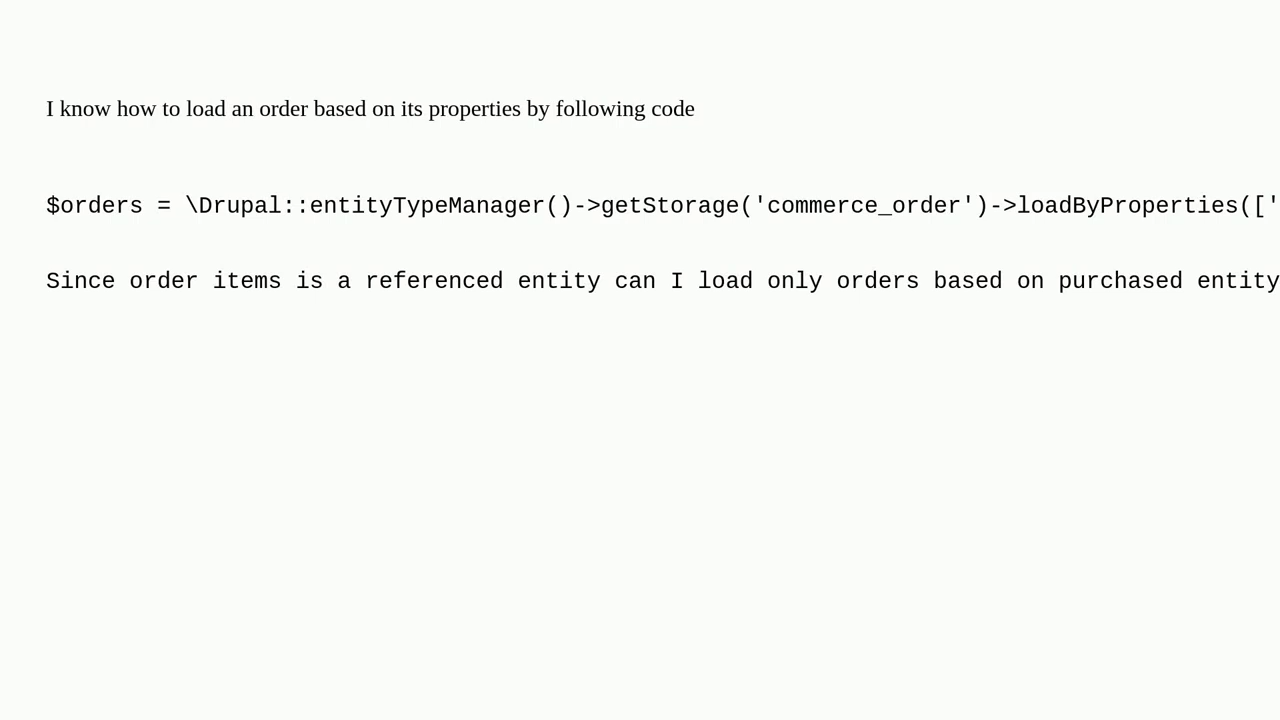 I know how to load an order based on its properties by following code
$orders = \Drupal::entityTypeManager()->getStorage('commerce_order')->loadByProperties(['
Since order items is a referenced entity can I load only orders based on purchased entity